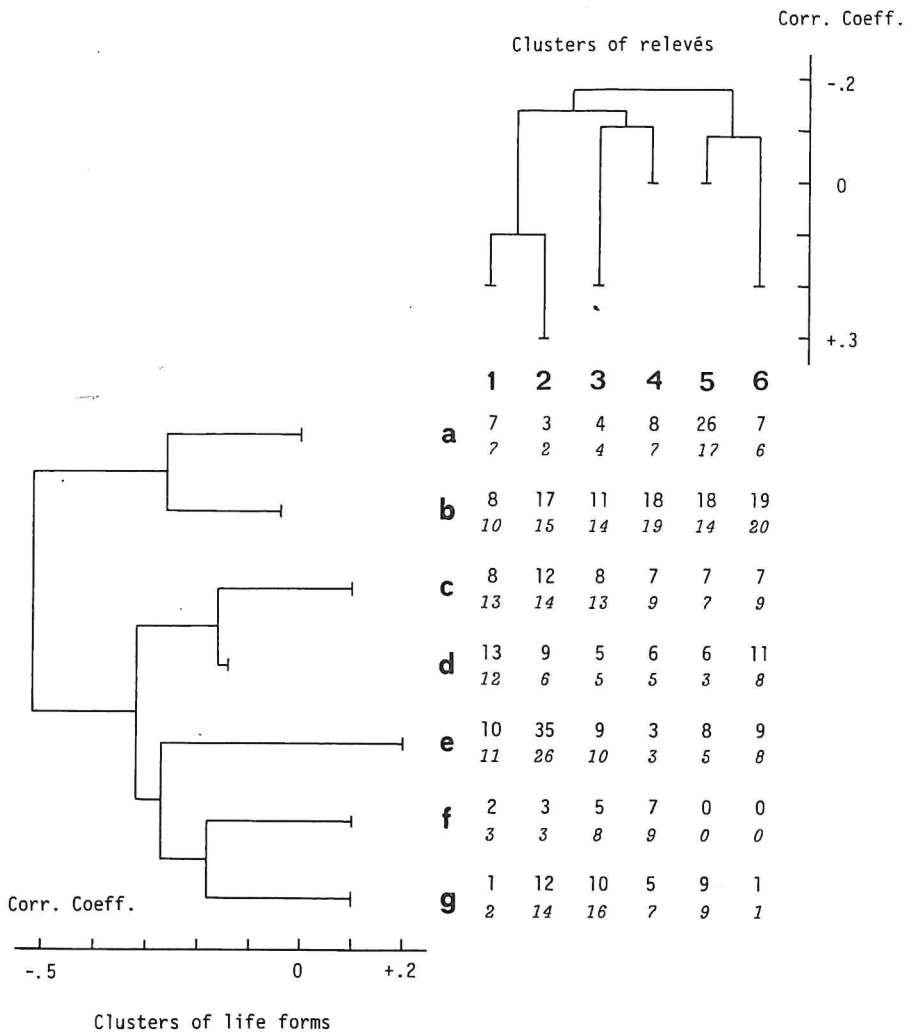 Corr. Coeff.
Clusters of relevés
-.2
0
+.3
1 2 3 4 5 6
a 7 3 4 8 26 7
7 2 4 7 17 6
b 8 17 11 18 18 19
10 15 14 19 14 20
c 8 12 8 7 7 7
13 14 13 9 7 9
d 13 9 5 6 6 11
12 6 5 5 3 8
e 10 35 9 3 8 9
11 26 10 3 5 8
f 2 3 5 7 0 0
3 3 8 9 0 0
g 1 12 10 5 9 1
2 14 16 7 9 1
Corr. Coeff.
-.5 0 +.2
Clusters of life forms